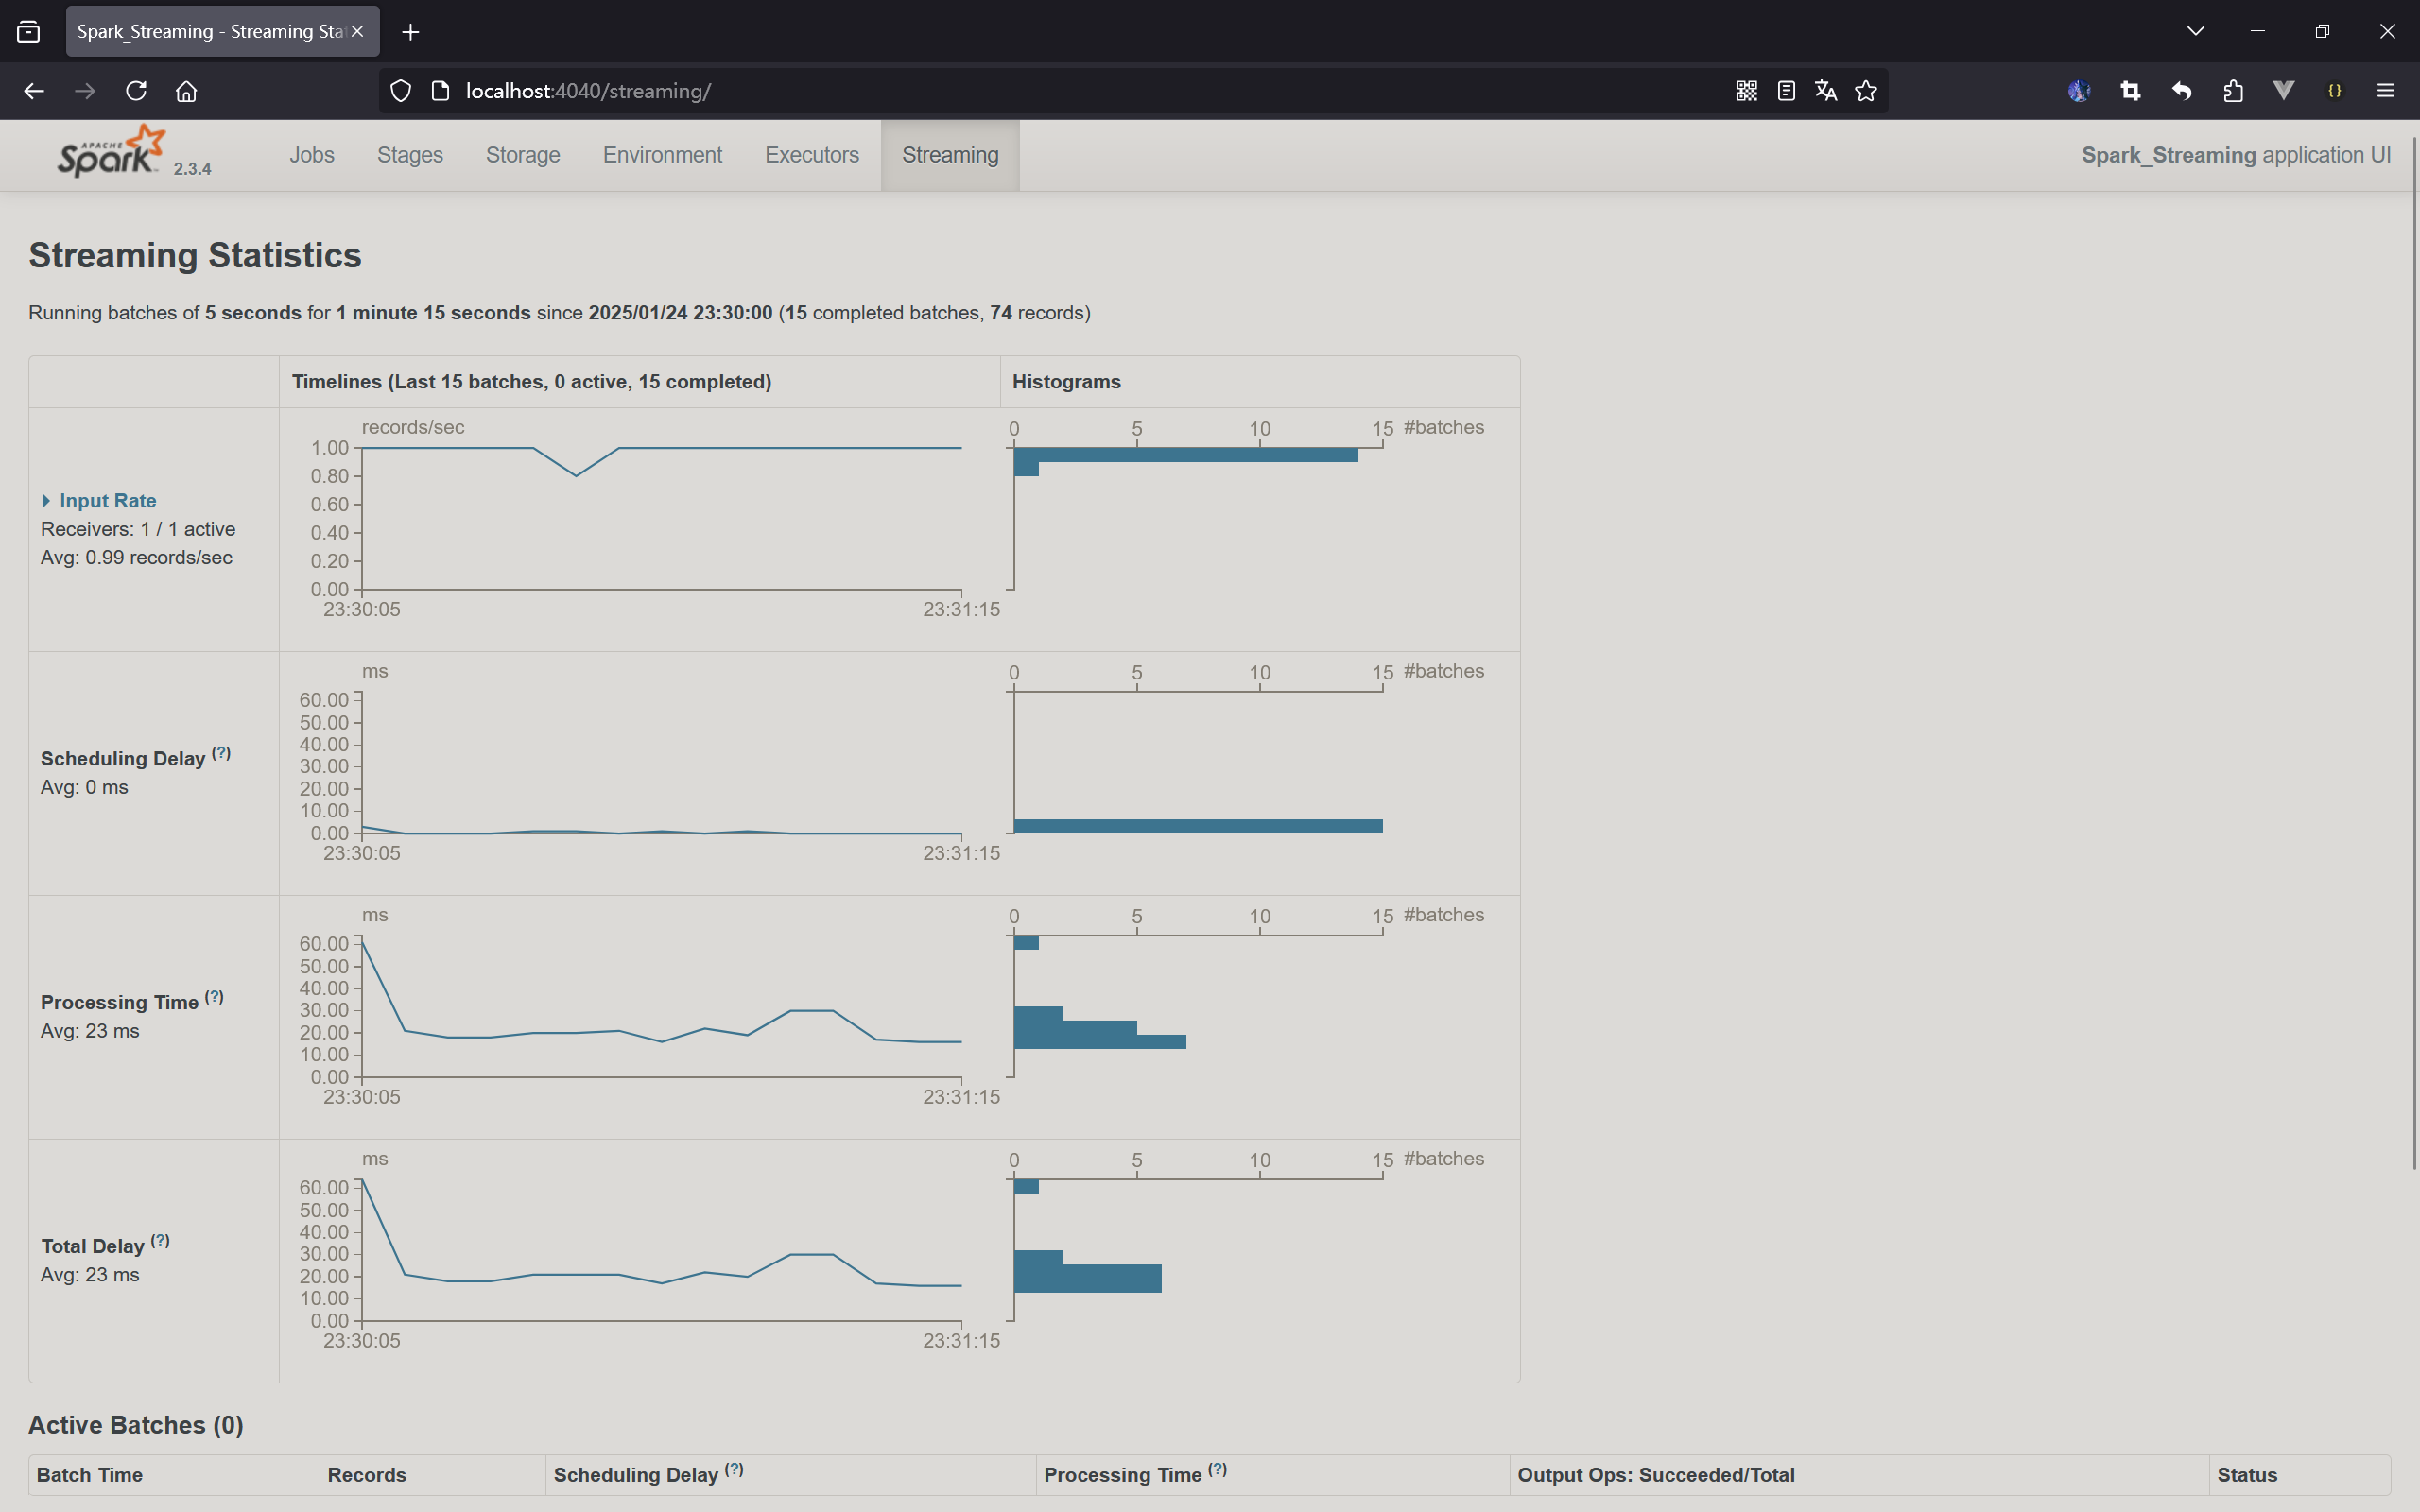 Spark_Streaming - Streaming Sta
localhost:4040/streaming/
APACHE
Spark 2.3.4
Jobs Stages Storage Environment Executors Streaming Spark_Streaming application UI
Streaming Statistics
Running batches of 5 seconds for 1 minute 15 seconds since 2025/01/24 23:30:00 (15 completed batches, 74 records)
Timelines (Last 15 batches, 0 active, 15 completed) Histograms
Input Rate
Receivers: 1 / 1 active
Avg: 0.99 records/sec
records/sec
1.00
0.80
0.60
0.40
0.20
0.00
23:30:05 23:31:15
0 5 10 15 #batches
Scheduling Delay (?)
Avg: 0 ms
ms
60.00
50.00
40.00
30.00
20.00
10.00
0.00
23:30:05 23:31:15
0 5 10 15 #batches
Processing Time (?)
Avg: 23 ms
ms
60.00
50.00
40.00
30.00
20.00
10.00
0.00
23:30:05 23:31:15
0 5 10 15 #batches
Total Delay (?)
Avg: 23 ms
ms
60.00
50.00
40.00
30.00
20.00
10.00
0.00
23:30:05 23:31:15
0 5 10 15 #batches
Active Batches (0)
Batch Time Records Scheduling Delay (?) Processing Time (?) Output Ops: Succeeded/Total Status